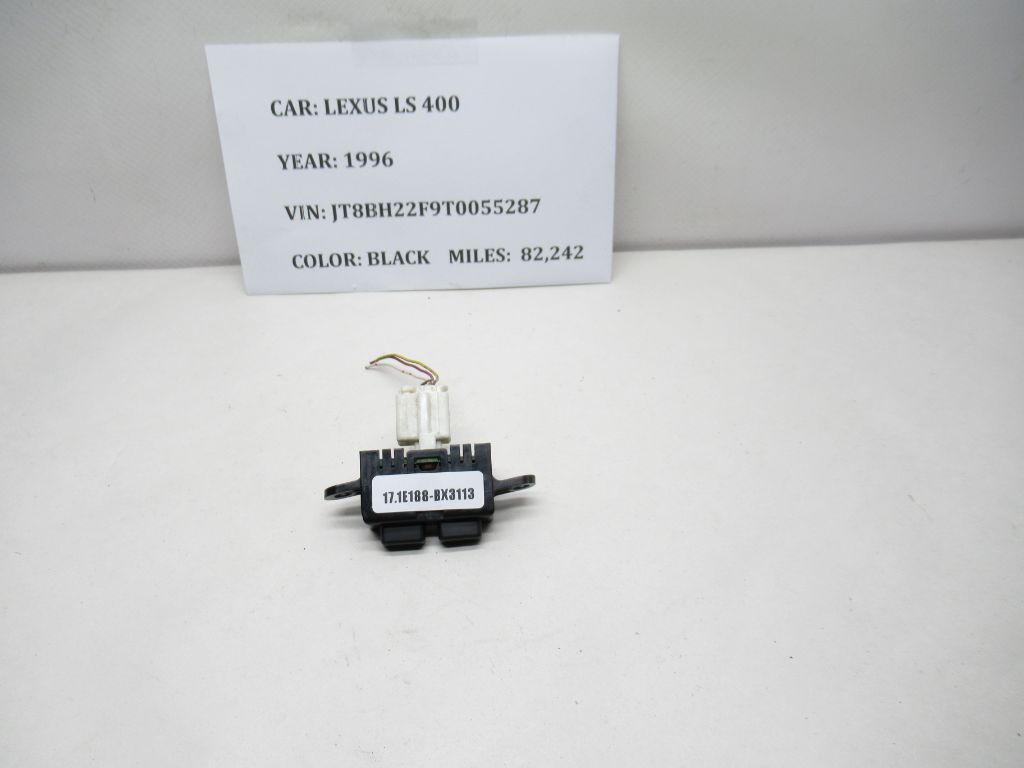 CAR: LEXUS LS 400
YEAR: 1996
VIN: JT8BH22F9T0055287
COLOR: BLACK MILES: 82,242
17.1E188-BX3113